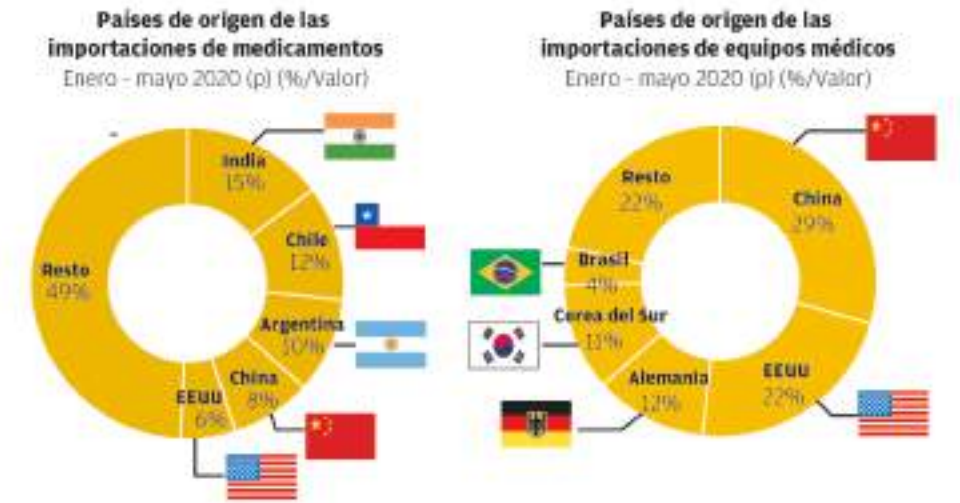 Países de origen de las
importaciones de medicamentos
Enero - mayo 2020 (p) (%/Valor)
India
15%
Chile
12%
Argentina
10%
China
8%
EEUU
6%
Resto
49%
Países de origen de las
importaciones de equipos médicos
Enero - mayo 2020 (p) (%/Valor)
China
29%
EEUU
22%
Alemania
12%
Corea del Sur
11%
Brasil
4%
Resto
22%